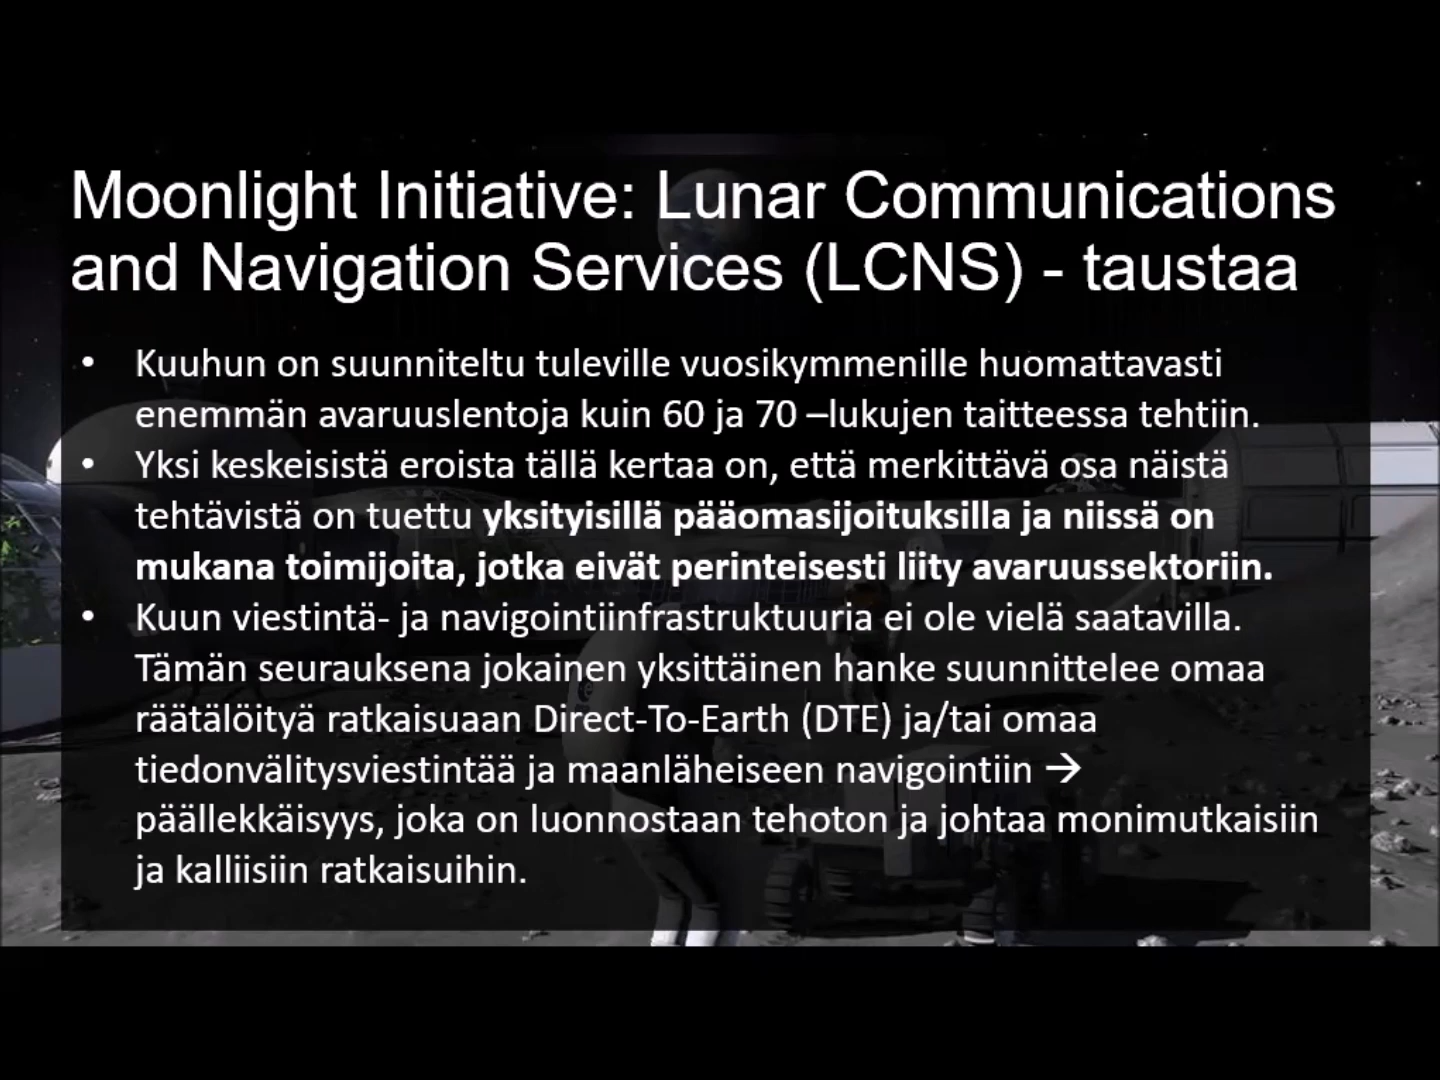 Moonlight Initiative: Lunar Communications
and Navigation Services (LCNS) - taustaa
• Kuuhun on suunniteltu tuleville vuosikymmenille huomattavasti
enemmän avaruuslentoja kuin 60 ja 70 –lukujen taitteessa tehtiin.
• Yksi keskeisistä eroista tällä kertaa on, että merkittävä osa näistä
tehtävistä on tuettu yksityisillä pääomasijoituksilla ja niissä on
mukana toimijoita, jotka eivät perinteisesti liity avaruussektoriin.
• Kuun viestintä- ja navigointiinfrastruktuuria ei ole vielä saatavilla.
Tämän seurauksena jokainen yksittäinen hanke suunnittelee omaa
räätälöityä ratkaisuaan Direct-To-Earth (DTE) ja/tai omaa
tiedonvälitysviestintää ja maanläheiseen navigointiin →
päällekkäisyys, joka on luonnostaan tehoton ja johtaa monimutkaisiin
ja kalliisiin ratkaisuihin.